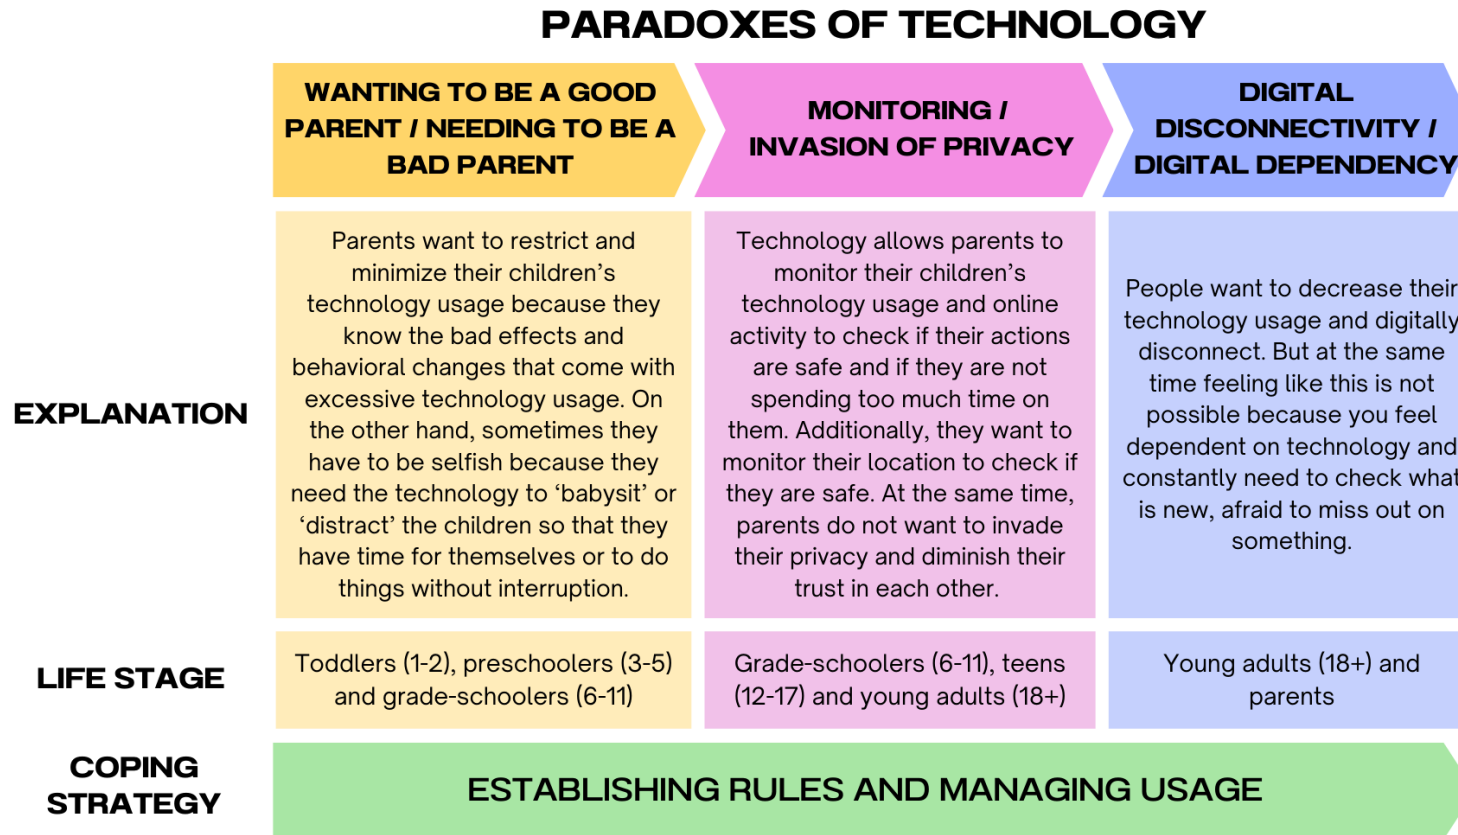 PARADOXES OF TECHNOLOGY
WANTING TO BE A GOOD
PARENT / NEEDING TO BE A
BAD PARENT
MONITORING /
INVASION OF PRIVACY
DIGITAL
DISCONNECTIVITY /
DIGITAL DEPENDENCY
EXPLANATION
Parents want to restrict and
minimize their children’s
technology usage because they
know the bad effects and
behavioral changes that come with
excessive technology usage. On
the other hand, sometimes they
have to be selfish because they
need the technology to ‘babysit’ or
‘distract’ the children so that they
have time for themselves or to do
things without interruption.
Technology allows parents to
monitor their children’s
technology usage and online
activity to check if their actions
are safe and if they are not
spending too much time on
them. Additionally, they want to
monitor their location to check if
they are safe. At the same time,
parents do not want to invade
their privacy and diminish their
trust in each other.
People want to decrease their
technology usage and digitally
disconnect. But at the same
time feeling like this is not
possible because you feel
dependent on technology and
constantly need to check what
is new, afraid to miss out on
something.
LIFE STAGE
Toddlers (1-2), preschoolers (3-5)
and grade-schoolers (6-11)
Grade-schoolers (6-11), teens
(12-17) and young adults (18+)
Young adults (18+) and
parents
COPING
STRATEGY
ESTABLISHING RULES AND MANAGING USAGE